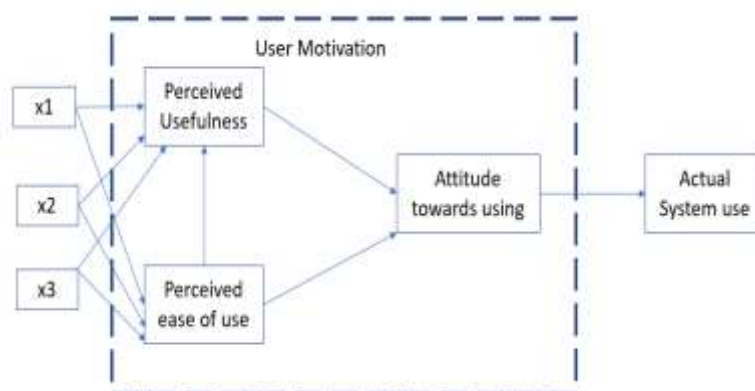 User Motivation
x1
Perceived
Usefulness
x2
Attitude
towards using
Actual
System use
x3
Perceived
ease of use